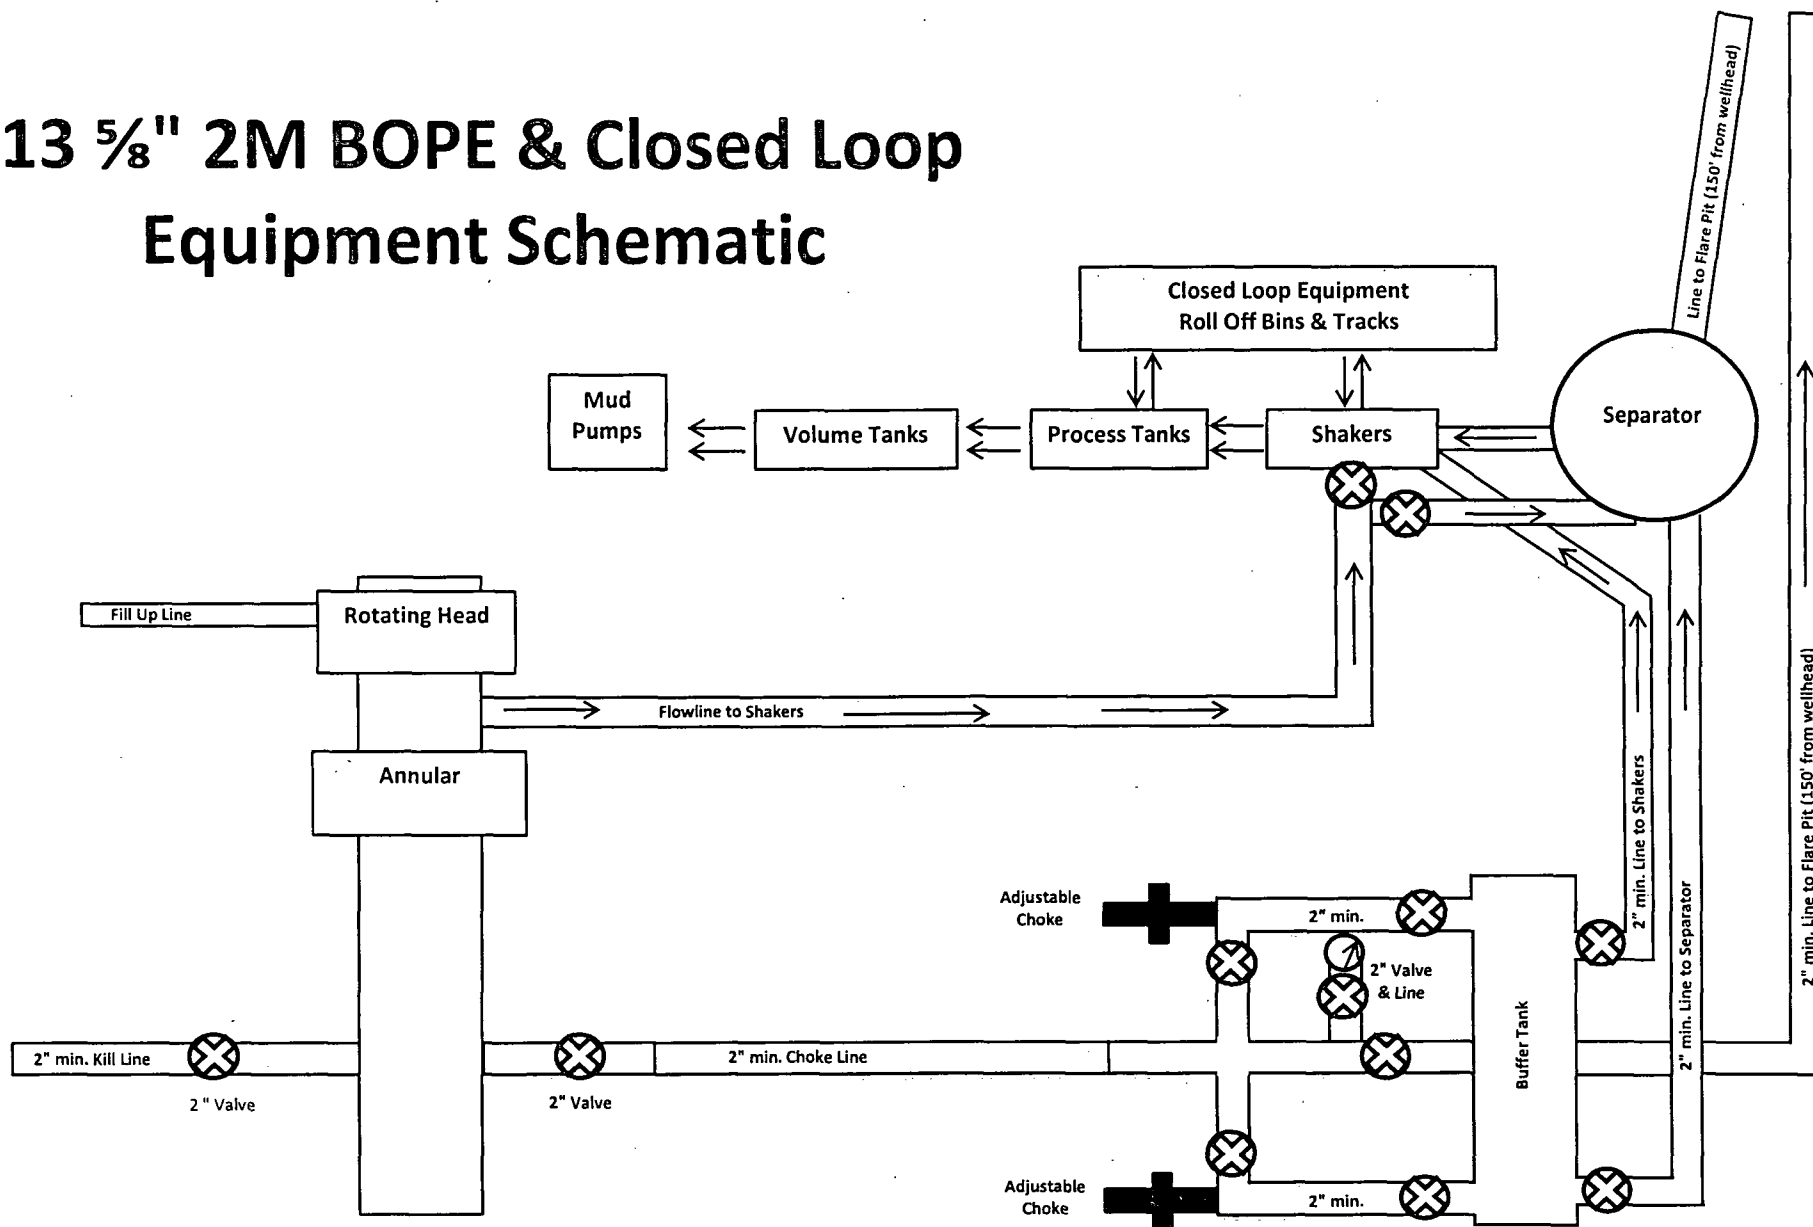 13 ⅝" 2M BOPE & Closed Loop
Equipment Schematic
Line to Flare Pit (150' from wellhead)
Closed Loop Equipment
Roll Off Bins & Tracks
Mud
Pumps
Volume Tanks
Process Tanks
Shakers
Separator
Fill Up Line
Rotating Head
Flowline to Shakers
Annular
2" min. Line to Shakers
2" min. Line to Separator
2" min. Line to Flare Pit (150' from wellhead)
Adjustable
Choke
2" min.
2" Valve
& Line
Buffer Tank
2" min. Kill Line
2" min. Choke Line
2 " Valve
2" Valve
Adjustable
Choke
2" min.